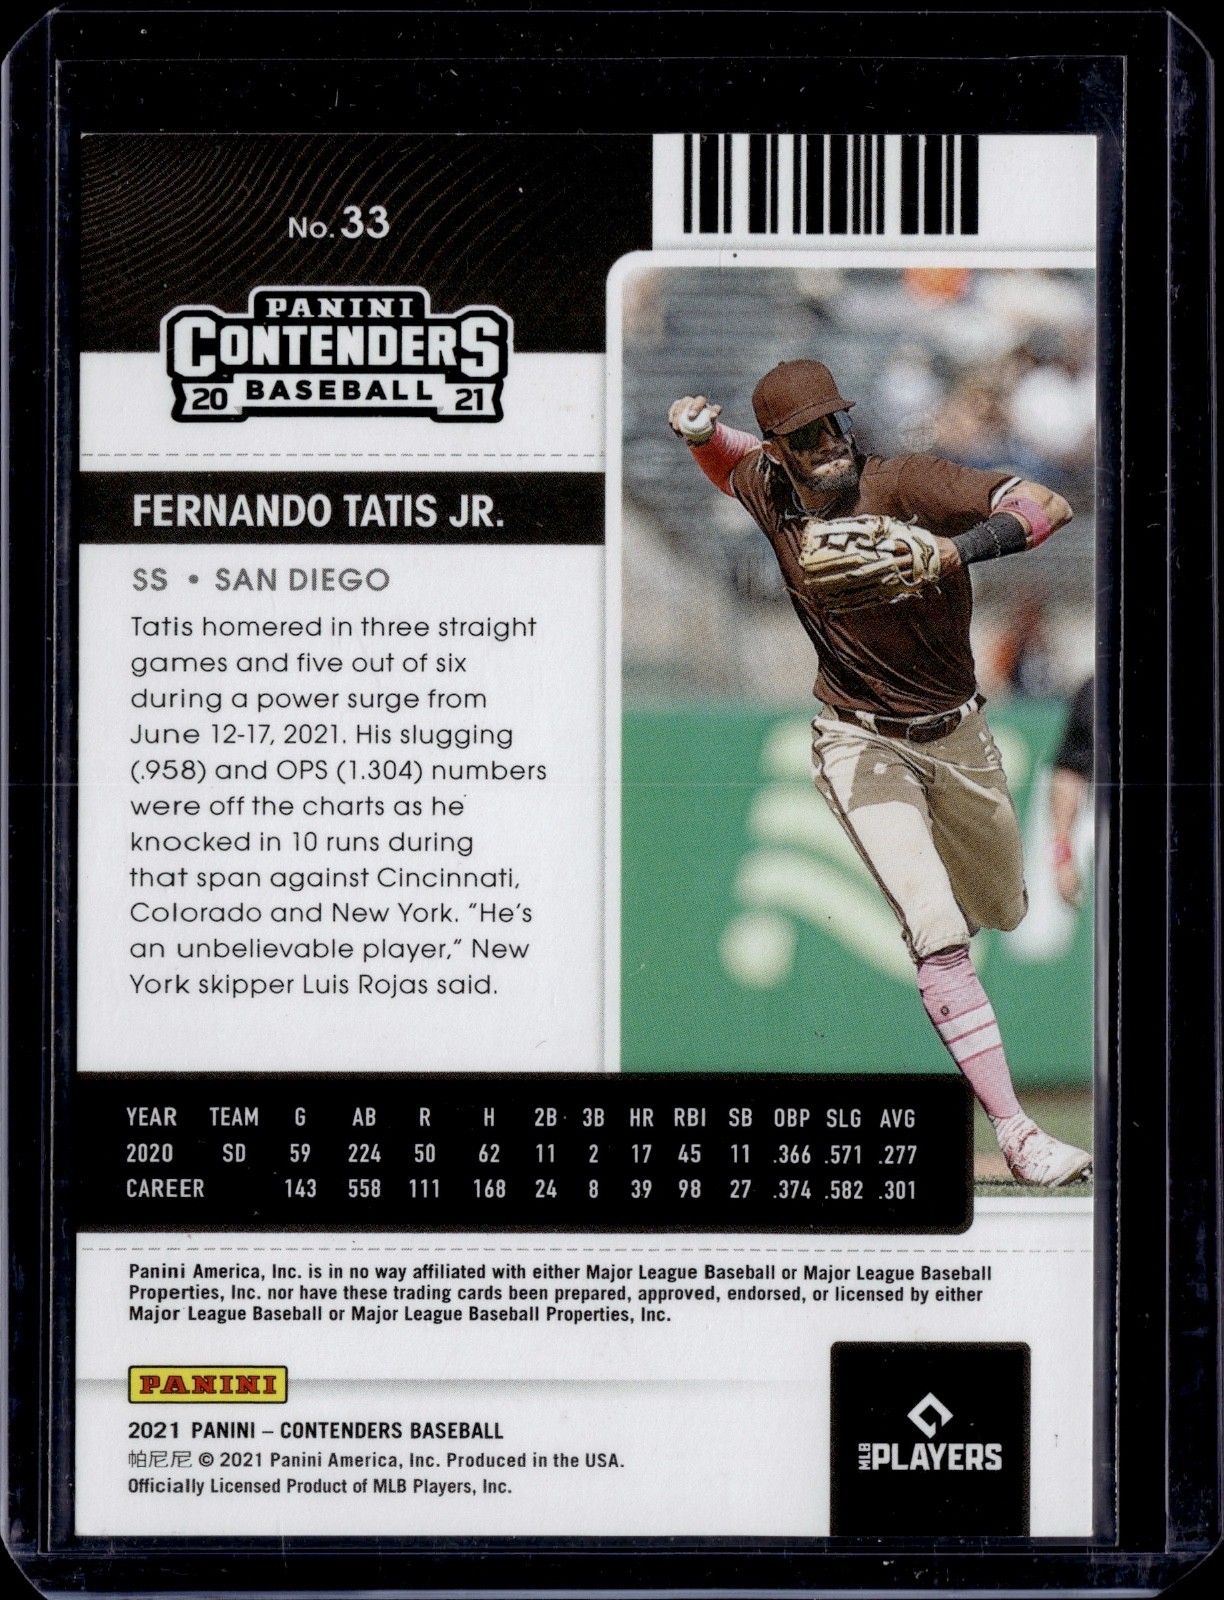 No. 33
PANINI
CONTENDERS
20 BASEBALL 21
FERNANDO TATIS JR.
SS • SAN DIEGO
Tatis homered in three straight
games and five out of six
during a power surge from
June 12-17, 2021. His slugging
(.958) and OPS (1.304) numbers
were off the charts as he
knocked in 10 runs during
that span against Cincinnati,
Colorado and New York. “He’s
an unbelievable player,” New
York skipper Luis Rojas said.
YEAR TEAM G AB R H 2B 3B HR RBI SB OBP SLG AVG
2020 SD 59 224 50 62 11 2 17 45 11 .366 .571 .277
CAREER 143 558 111 168 24 8 39 98 27 .374 .582 .301
Panini America, Inc. is in no way affiliated with either Major League Baseball or Major League Baseball
Properties, Inc. nor have these trading cards been prepared, approved, endorsed, or licensed by either
Major League Baseball or Major League Baseball Properties, Inc.
PANINI
2021 PANINI – CONTENDERS BASEBALL
帕尼尼 © 2021 Panini America, Inc. Produced in the USA.
Officially Licensed Product of MLB Players, Inc.
MLB PLAYERS